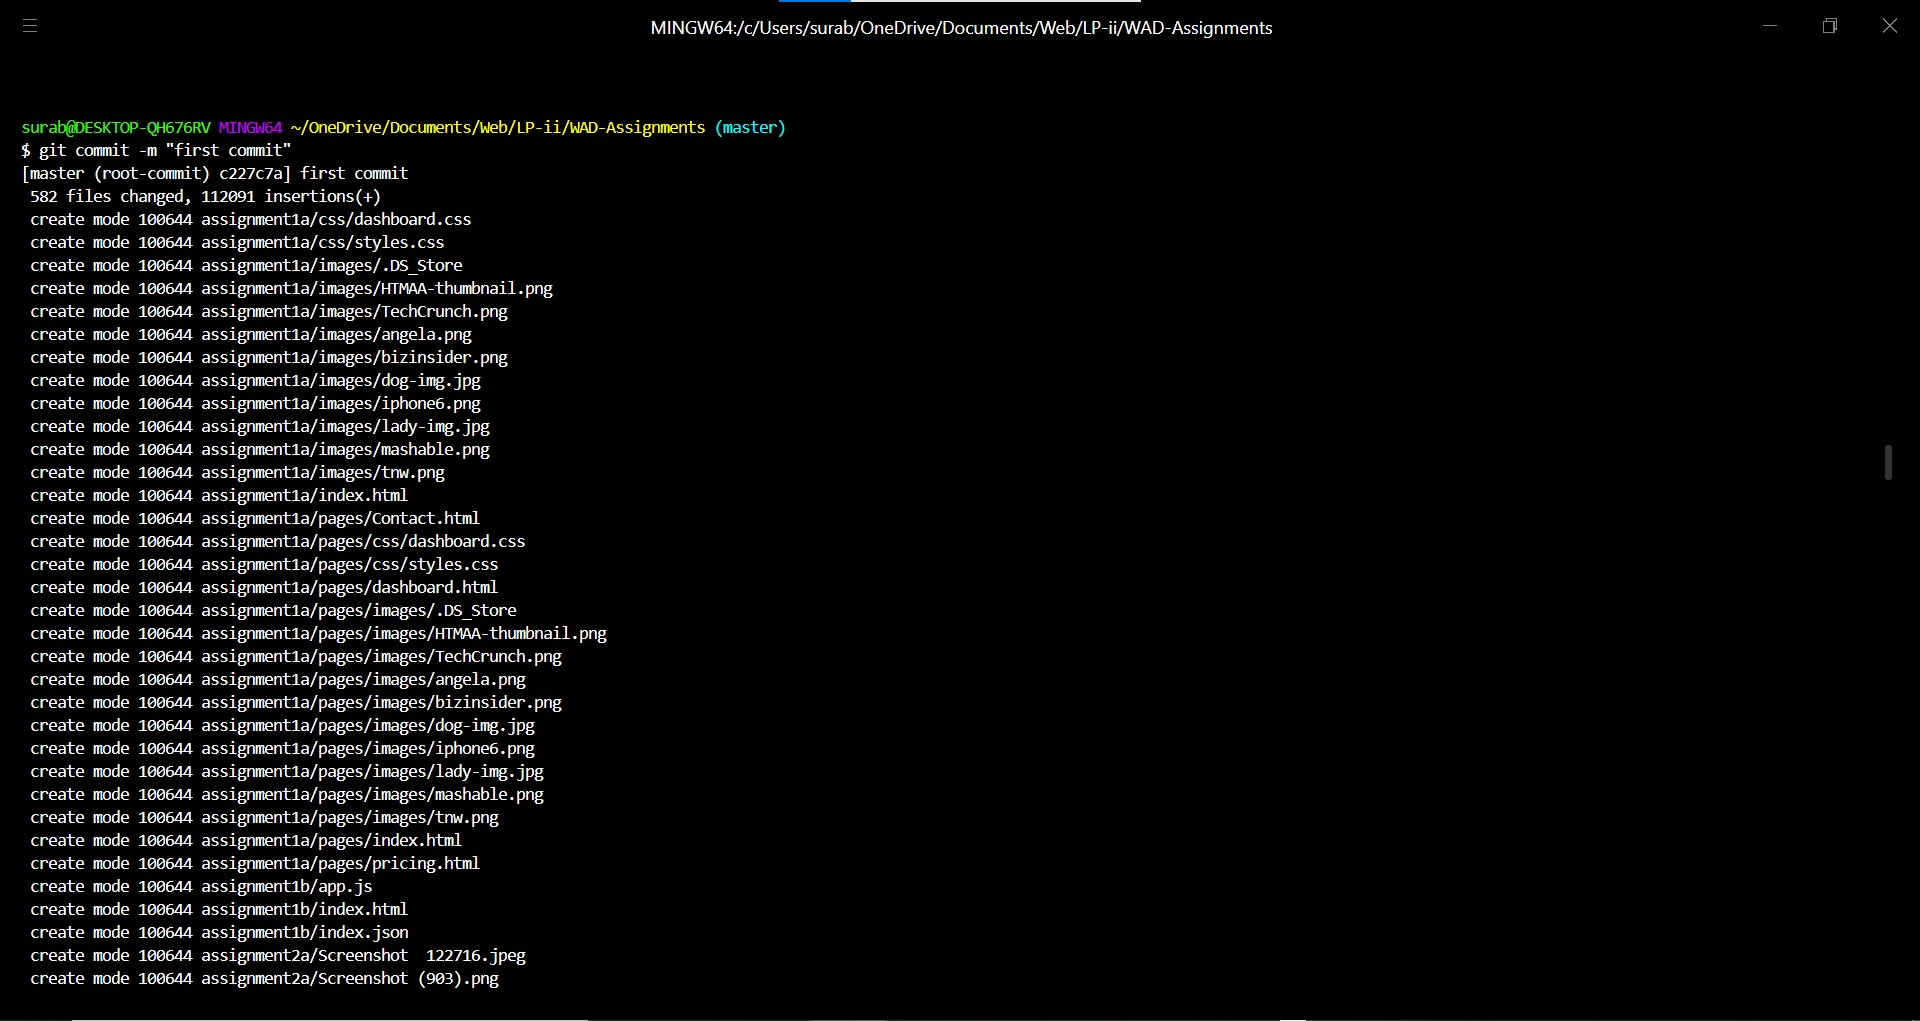 MINGW64:/c/Users/surab/OneDrive/Documents/Web/LP-ii/WAD-Assignments
surab@DESKTOP-QH676RV MINGW64 ~/OneDrive/Documents/Web/LP-ii/WAD-Assignments (master)
$ git commit -m "first commit"
[master (root-commit) c227c7a] first commit
 582 files changed, 112091 insertions(+)
 create mode 100644 assignment1a/css/dashboard.css
 create mode 100644 assignment1a/css/styles.css
 create mode 100644 assignment1a/images/.DS_Store
 create mode 100644 assignment1a/images/HTMAA-thumbnail.png
 create mode 100644 assignment1a/images/TechCrunch.png
 create mode 100644 assignment1a/images/angela.png
 create mode 100644 assignment1a/images/bizinsider.png
 create mode 100644 assignment1a/images/dog-img.jpg
 create mode 100644 assignment1a/images/iphone6.png
 create mode 100644 assignment1a/images/lady-img.jpg
 create mode 100644 assignment1a/images/mashable.png
 create mode 100644 assignment1a/images/tnw.png
 create mode 100644 assignment1a/index.html
 create mode 100644 assignment1a/pages/Contact.html
 create mode 100644 assignment1a/pages/css/dashboard.css
 create mode 100644 assignment1a/pages/css/styles.css
 create mode 100644 assignment1a/pages/dashboard.html
 create mode 100644 assignment1a/pages/images/.DS_Store
 create mode 100644 assignment1a/pages/images/HTMAA-thumbnail.png
 create mode 100644 assignment1a/pages/images/TechCrunch.png
 create mode 100644 assignment1a/pages/images/angela.png
 create mode 100644 assignment1a/pages/images/bizinsider.png
 create mode 100644 assignment1a/pages/images/dog-img.jpg
 create mode 100644 assignment1a/pages/images/iphone6.png
 create mode 100644 assignment1a/pages/images/lady-img.jpg
 create mode 100644 assignment1a/pages/images/mashable.png
 create mode 100644 assignment1a/pages/images/tnw.png
 create mode 100644 assignment1a/pages/index.html
 create mode 100644 assignment1a/pages/pricing.html
 create mode 100644 assignment1b/app.js
 create mode 100644 assignment1b/index.html
 create mode 100644 assignment1b/index.json
 create mode 100644 assignment2a/Screenshot  122716.jpeg
 create mode 100644 assignment2a/Screenshot (903).png